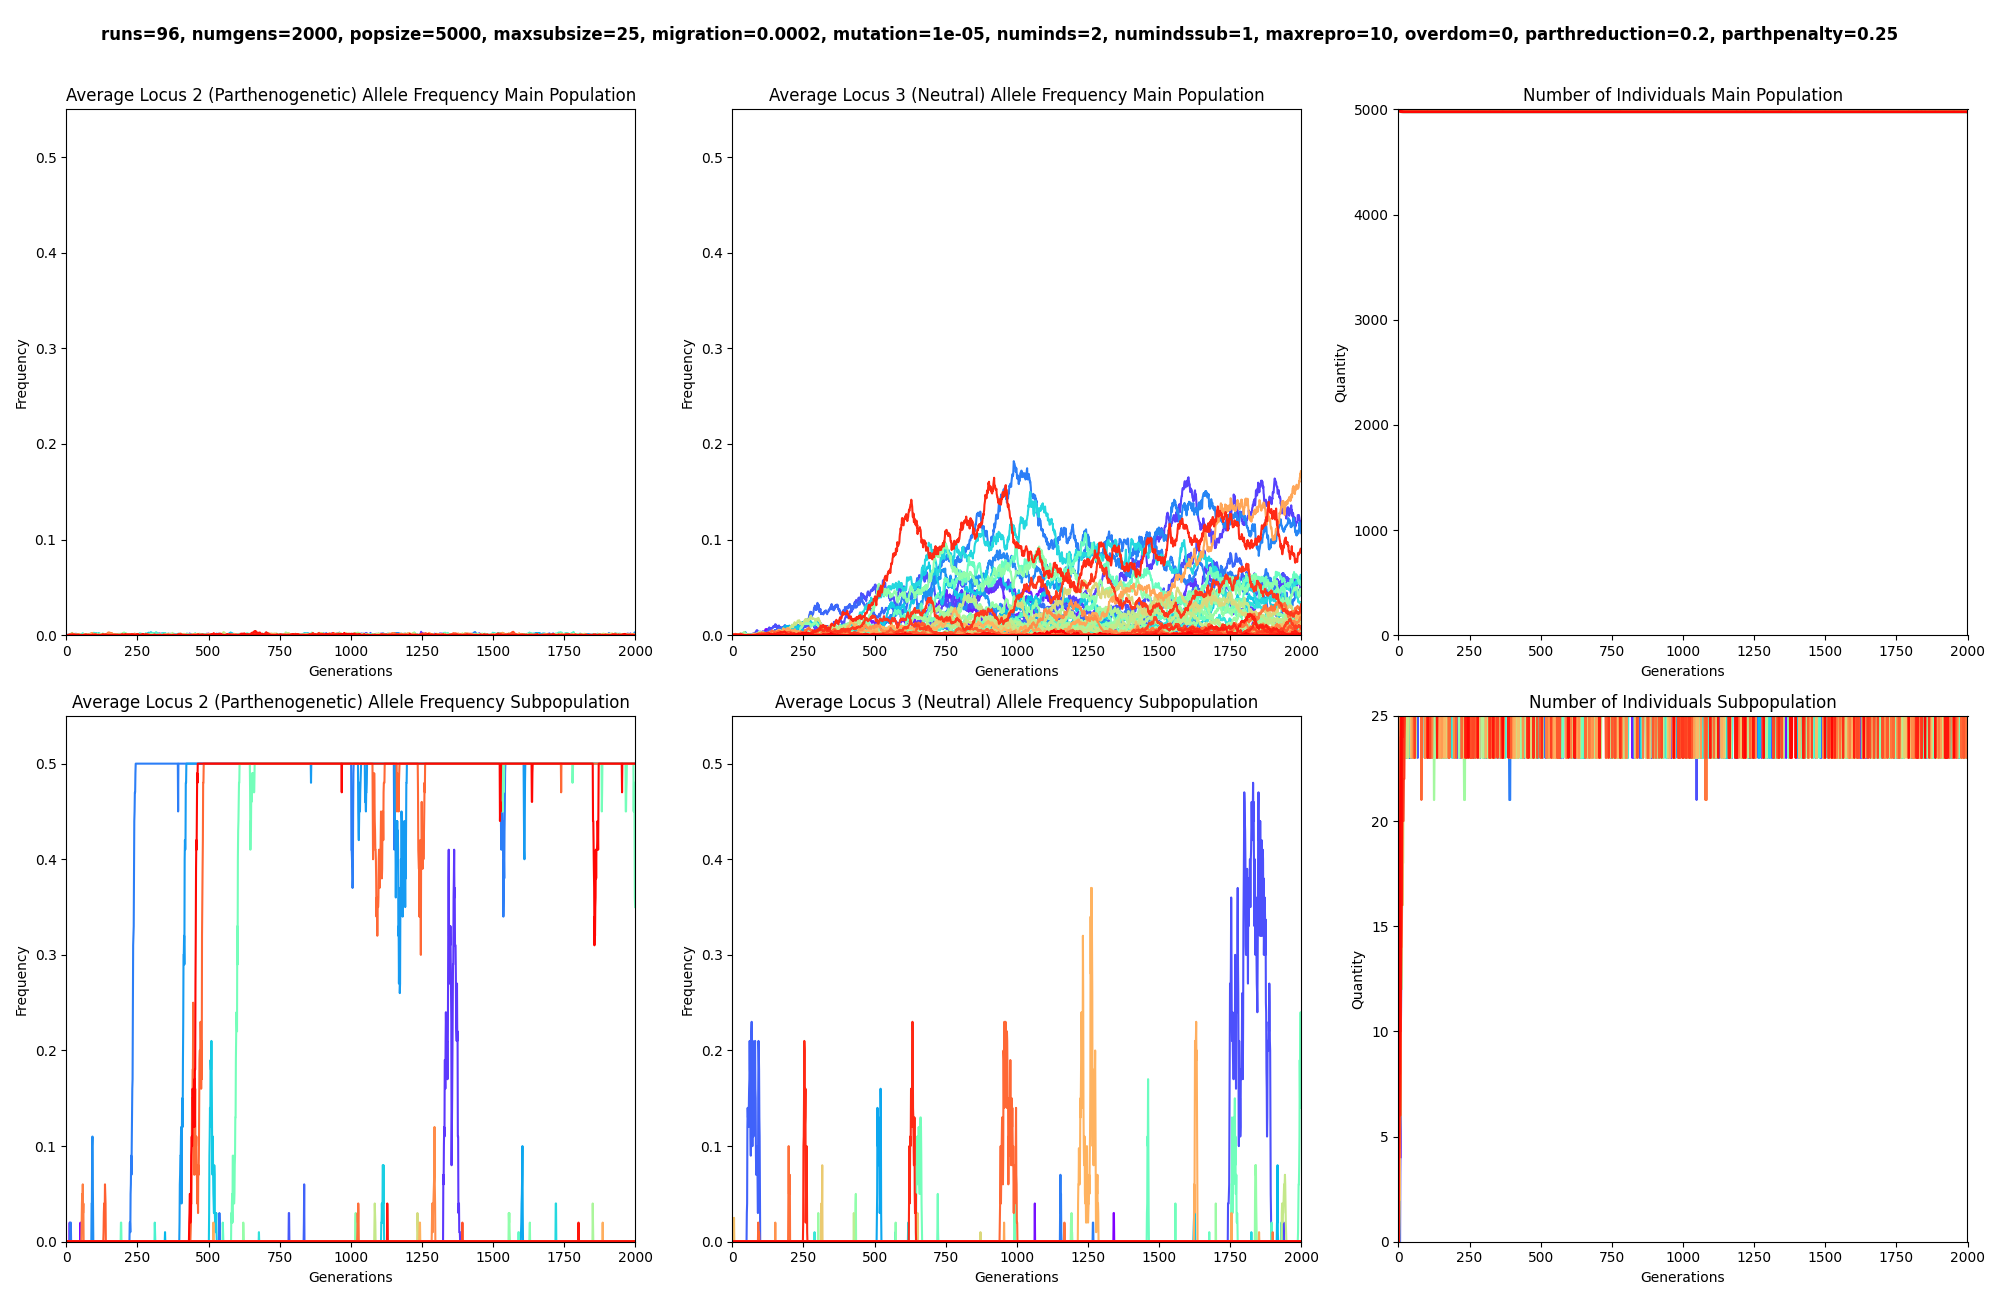 runs=96, numgens=2000, popsize=5000, maxsubsize=25, migration=0.0002, mutation=1e-05, numinds=2, numindssub=1, maxrepro=10, overdom=0, parthreduction=0.2, parthpenalty=0.25
Average Locus 2 (Parthenogenetic) Allele Frequency Main Population
0.5
0.4
0.3
0.2
0.1
0.0
Frequency
0 250 500 750 1000 1250 1500 1750 2000
Generations
Average Locus 3 (Neutral) Allele Frequency Main Population
0.5
0.4
0.3
0.2
0.1
0.0
Frequency
0 250 500 750 1000 1250 1500 1750 2000
Generations
Number of Individuals Main Population
5000
4000
3000
2000
1000
0
Quantity
0 250 500 750 1000 1250 1500 1750 2000
Generations
Average Locus 2 (Parthenogenetic) Allele Frequency Subpopulation
0.5
0.4
0.3
0.2
0.1
0.0
Frequency
0 250 500 750 1000 1250 1500 1750 2000
Generations
Average Locus 3 (Neutral) Allele Frequency Subpopulation
0.5
0.4
0.3
0.2
0.1
0.0
Frequency
0 250 500 750 1000 1250 1500 1750 2000
Generations
Number of Individuals Subpopulation
25
20
15
10
5
0
Quantity
0 250 500 750 1000 1250 1500 1750 2000
Generations